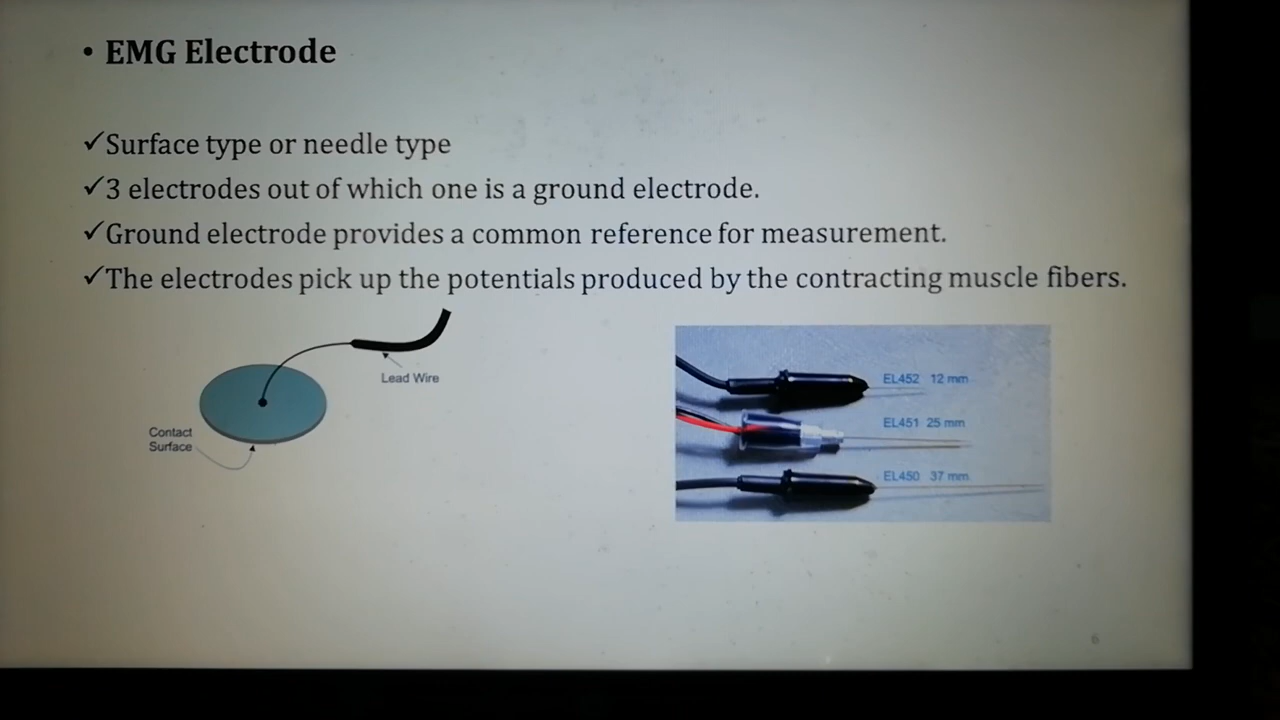 • EMG Electrode
✓Surface type or needle type
✓3 electrodes out of which one is a ground electrode.
✓Ground electrode provides a common reference for measurement.
✓The electrodes pick up the potentials produced by the contracting muscle fibers.
Lead Wire
Contact
Surface
EL452 12 mm
EL451 25 mm
EL450 37 mm
6